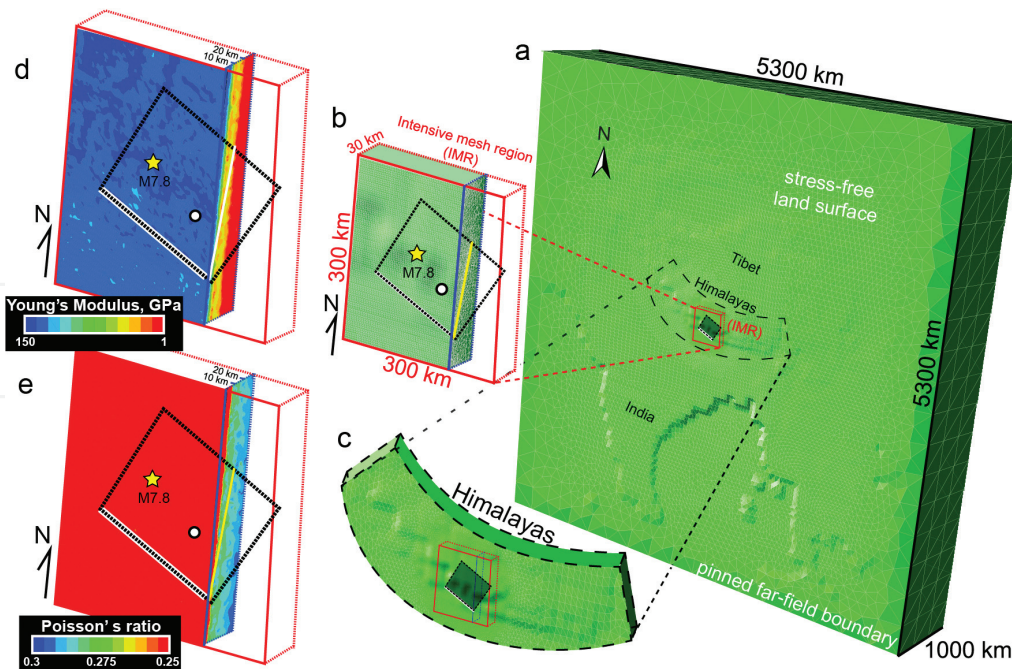 a
5300 km
N
stress-free
land surface
Tibet
Himalayas
(IMR)
India
5300 km
pinned far-field boundary
1000 km
b
30 km
Intensive mesh region
(IMR)
300 km
M7.8
N
300 km
c
Himalayas
d
20 km
10 km
M7.8
N
Young's Modulus, GPa
150 1
e
20 km
10 km
M7.8
N
Poisson' s ratio
0.3 0.275 0.25